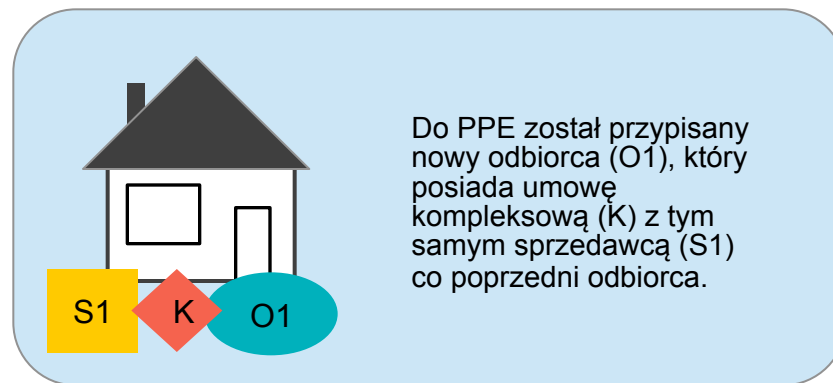 Do PPE został przypisany
nowy odbiorca (O1), który
posiada umowę
kompleksową (K) z tym
samym sprzedawcą (S1)
co poprzedni odbiorca.
S1
K
O1